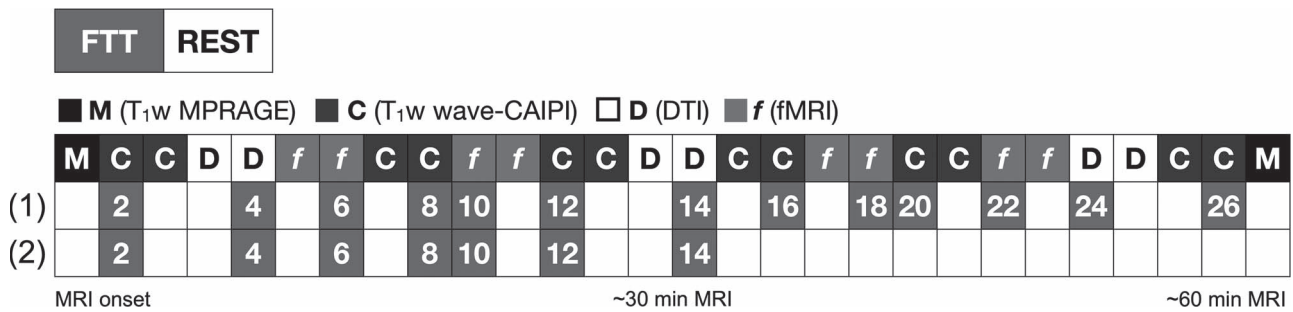 FTT REST
M (T₁w MPRAGE) C (T₁w wave-CAIPI) D (DTI) f (fMRI)
M C C D D f f C C f f C C D D C C f f C C f f D D C C M
(1) 2 4 6 8 10 12 14 16 18 20 22 24 26
(2) 2 4 6 8 10 12 14
MRI onset ~30 min MRI ~60 min MRI